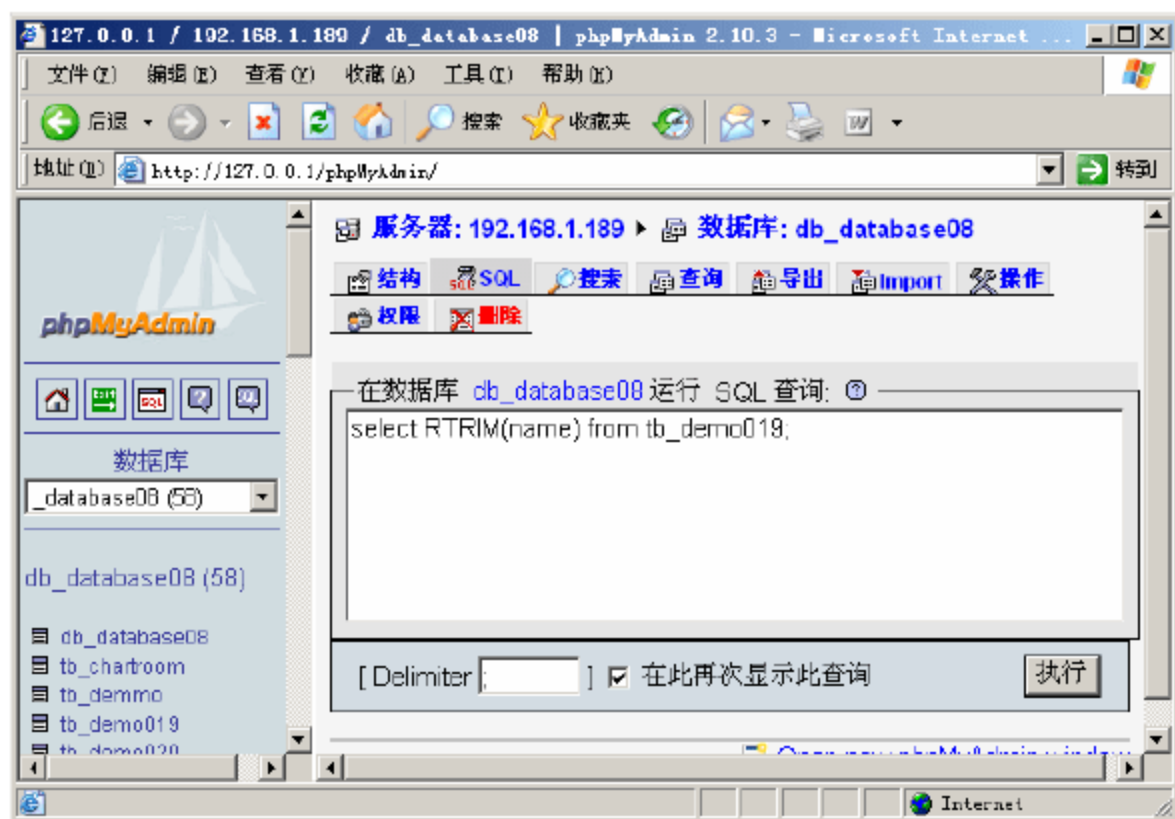 127.0.0.1 / 192.168.1.189 / db_database08 | phpMyAdmin 2.10.3 - Microsoft Internet ...
文件(F) 编辑(E) 查看(V) 收藏(A) 工具(T) 帮助(H)
后退 搜索 收藏夹
地址(D) http://127.0.0.1/phpMyAdmin/ 转到
phpMyAdmin
服务器: 192.168.1.189 数据库: db_database08
结构 SQL 搜索 查询 导出 Import 操作
权限 删除
数据库
_database08 (58)
db_database08 (58)
db_database08
tb_chartroom
tb_demmo
tb_demo019
tb_demo020
在数据库 db_database08 运行 SQL 查询:
select RTRIM(name) from tb_demo019;
[ Delimiter ; ] 在此再次显示此查询 执行
Open new phpMyAdmin window
Internet